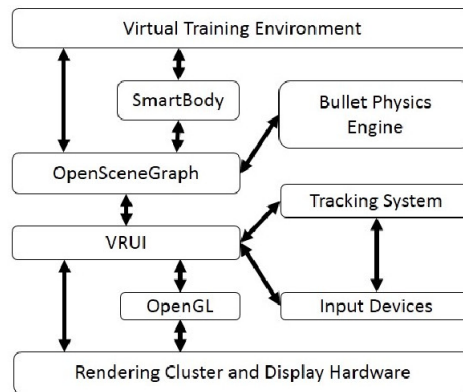 Virtual Training Environment
SmartBody
Bullet Physics
Engine
OpenSceneGraph
Tracking System
VRUI
OpenGL
Input Devices
Rendering Cluster and Display Hardware